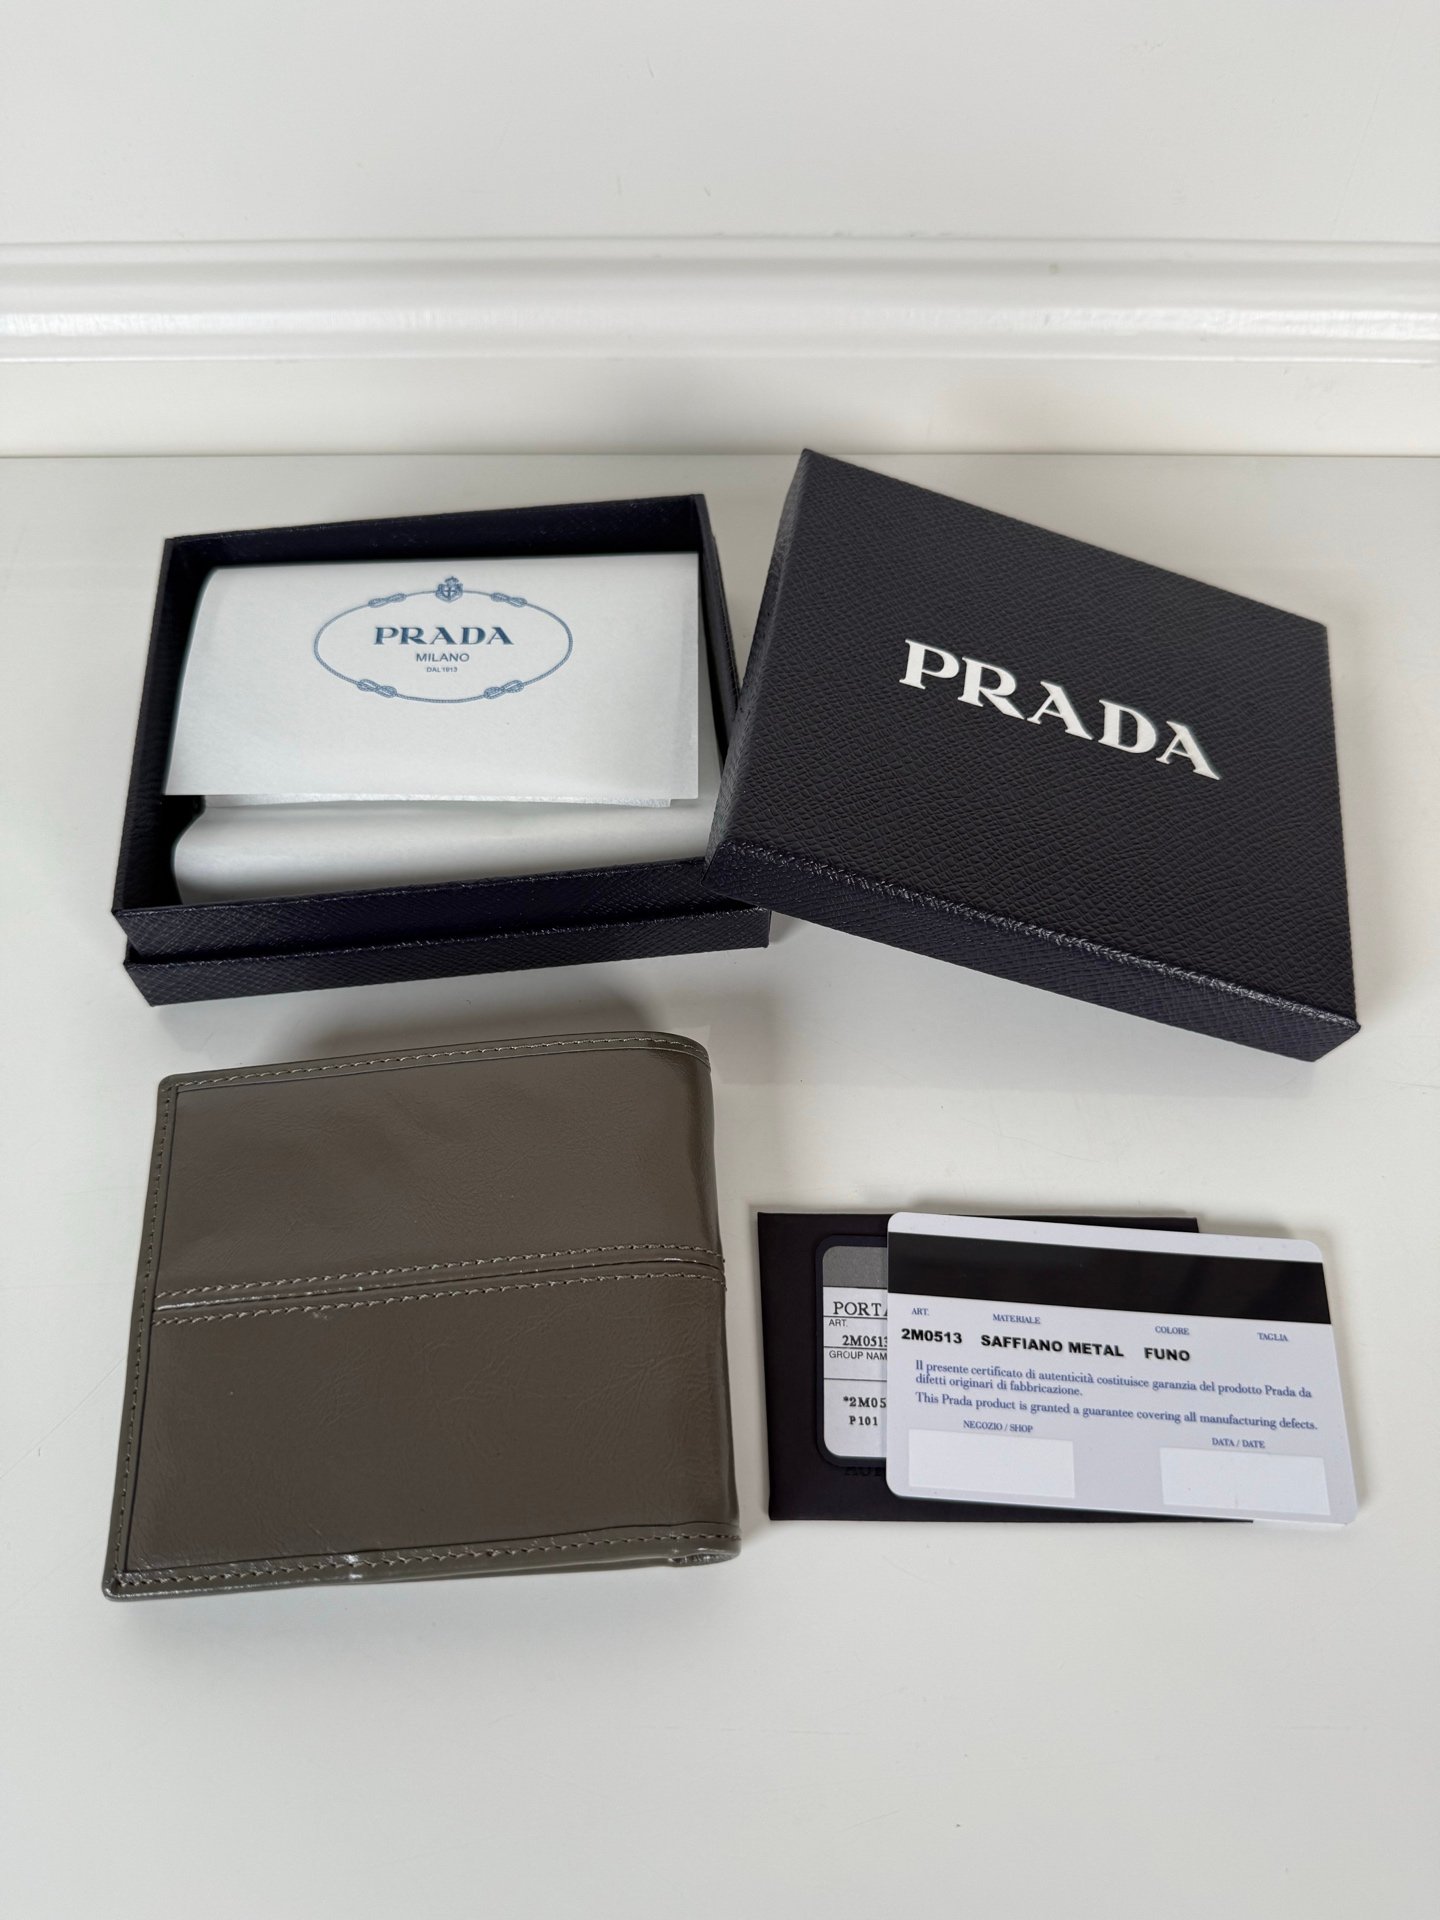 PRADA
MILANO
DAL 1913
PRADA
PORTA
ART.
2M0513
GROUP NAM
*2M05
P101
ART.
MATERIALE
COLORE
TAGLIA
2M0513 SAFFIANO METAL FUNO
Il presente certificato di autenticità costituisce garanzia del prodotto Prada da
difetti originari di fabbricazione.
This Prada product is granted a guarantee covering all manufacturing defects.
NEGOZIO / SHOP
DATA / DATE